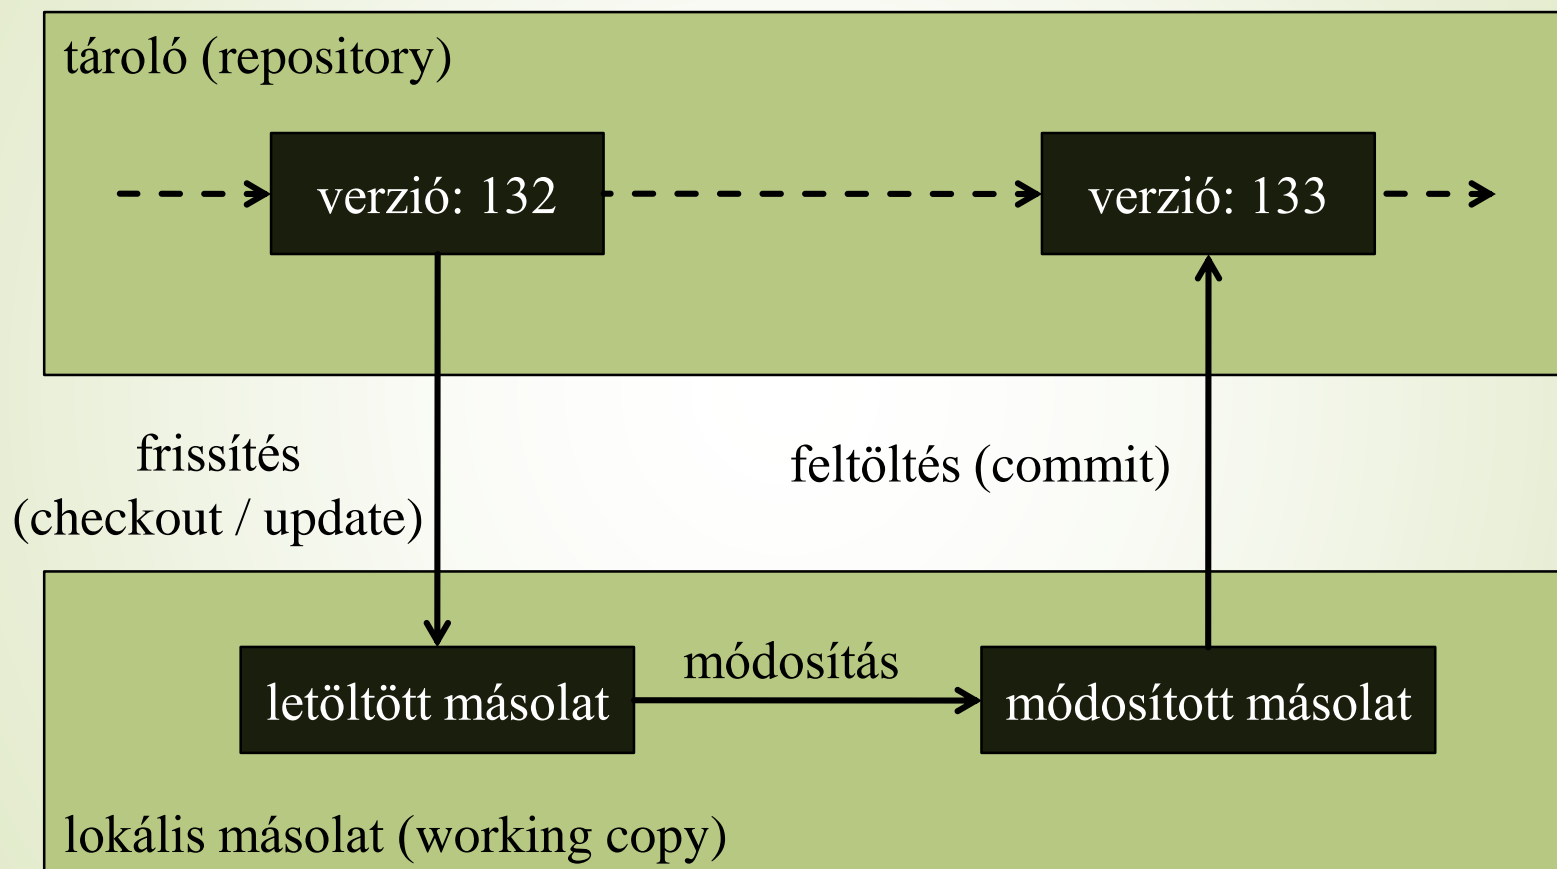 tároló (repository)
verzió: 132
verzió: 133
frissítés
(checkout / update)
feltöltés (commit)
letöltött másolat
módosítás
módosított másolat
lokális másolat (working copy)